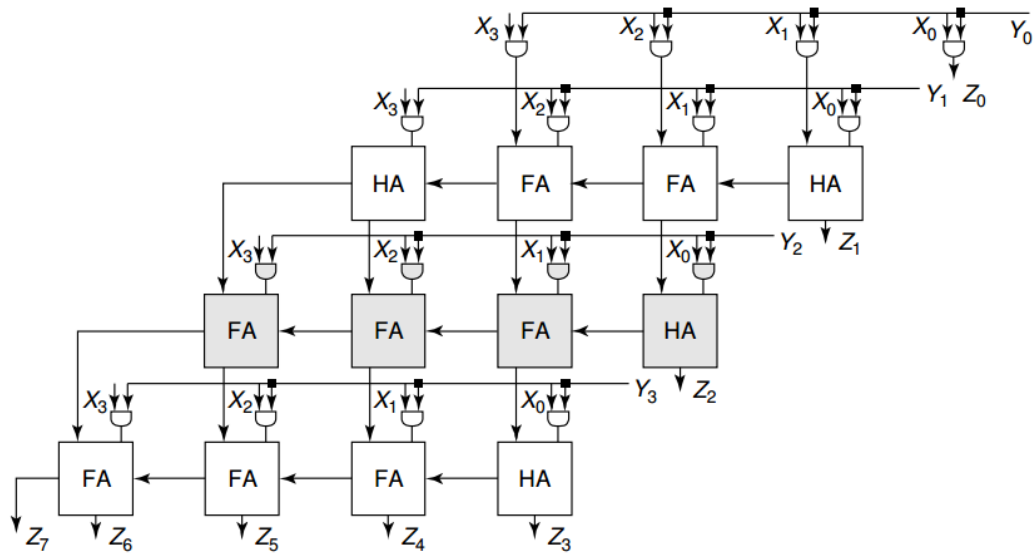 X3 X2 X1 X0 Y0
X3 X2 X1 X0 Y1 Z0
HA FA FA HA
X3 X2 X1 X0 Y2 Z1
FA FA FA HA
X3 X2 X1 X0 Y3 Z2
FA FA FA HA
Z7 Z6 Z5 Z4 Z3